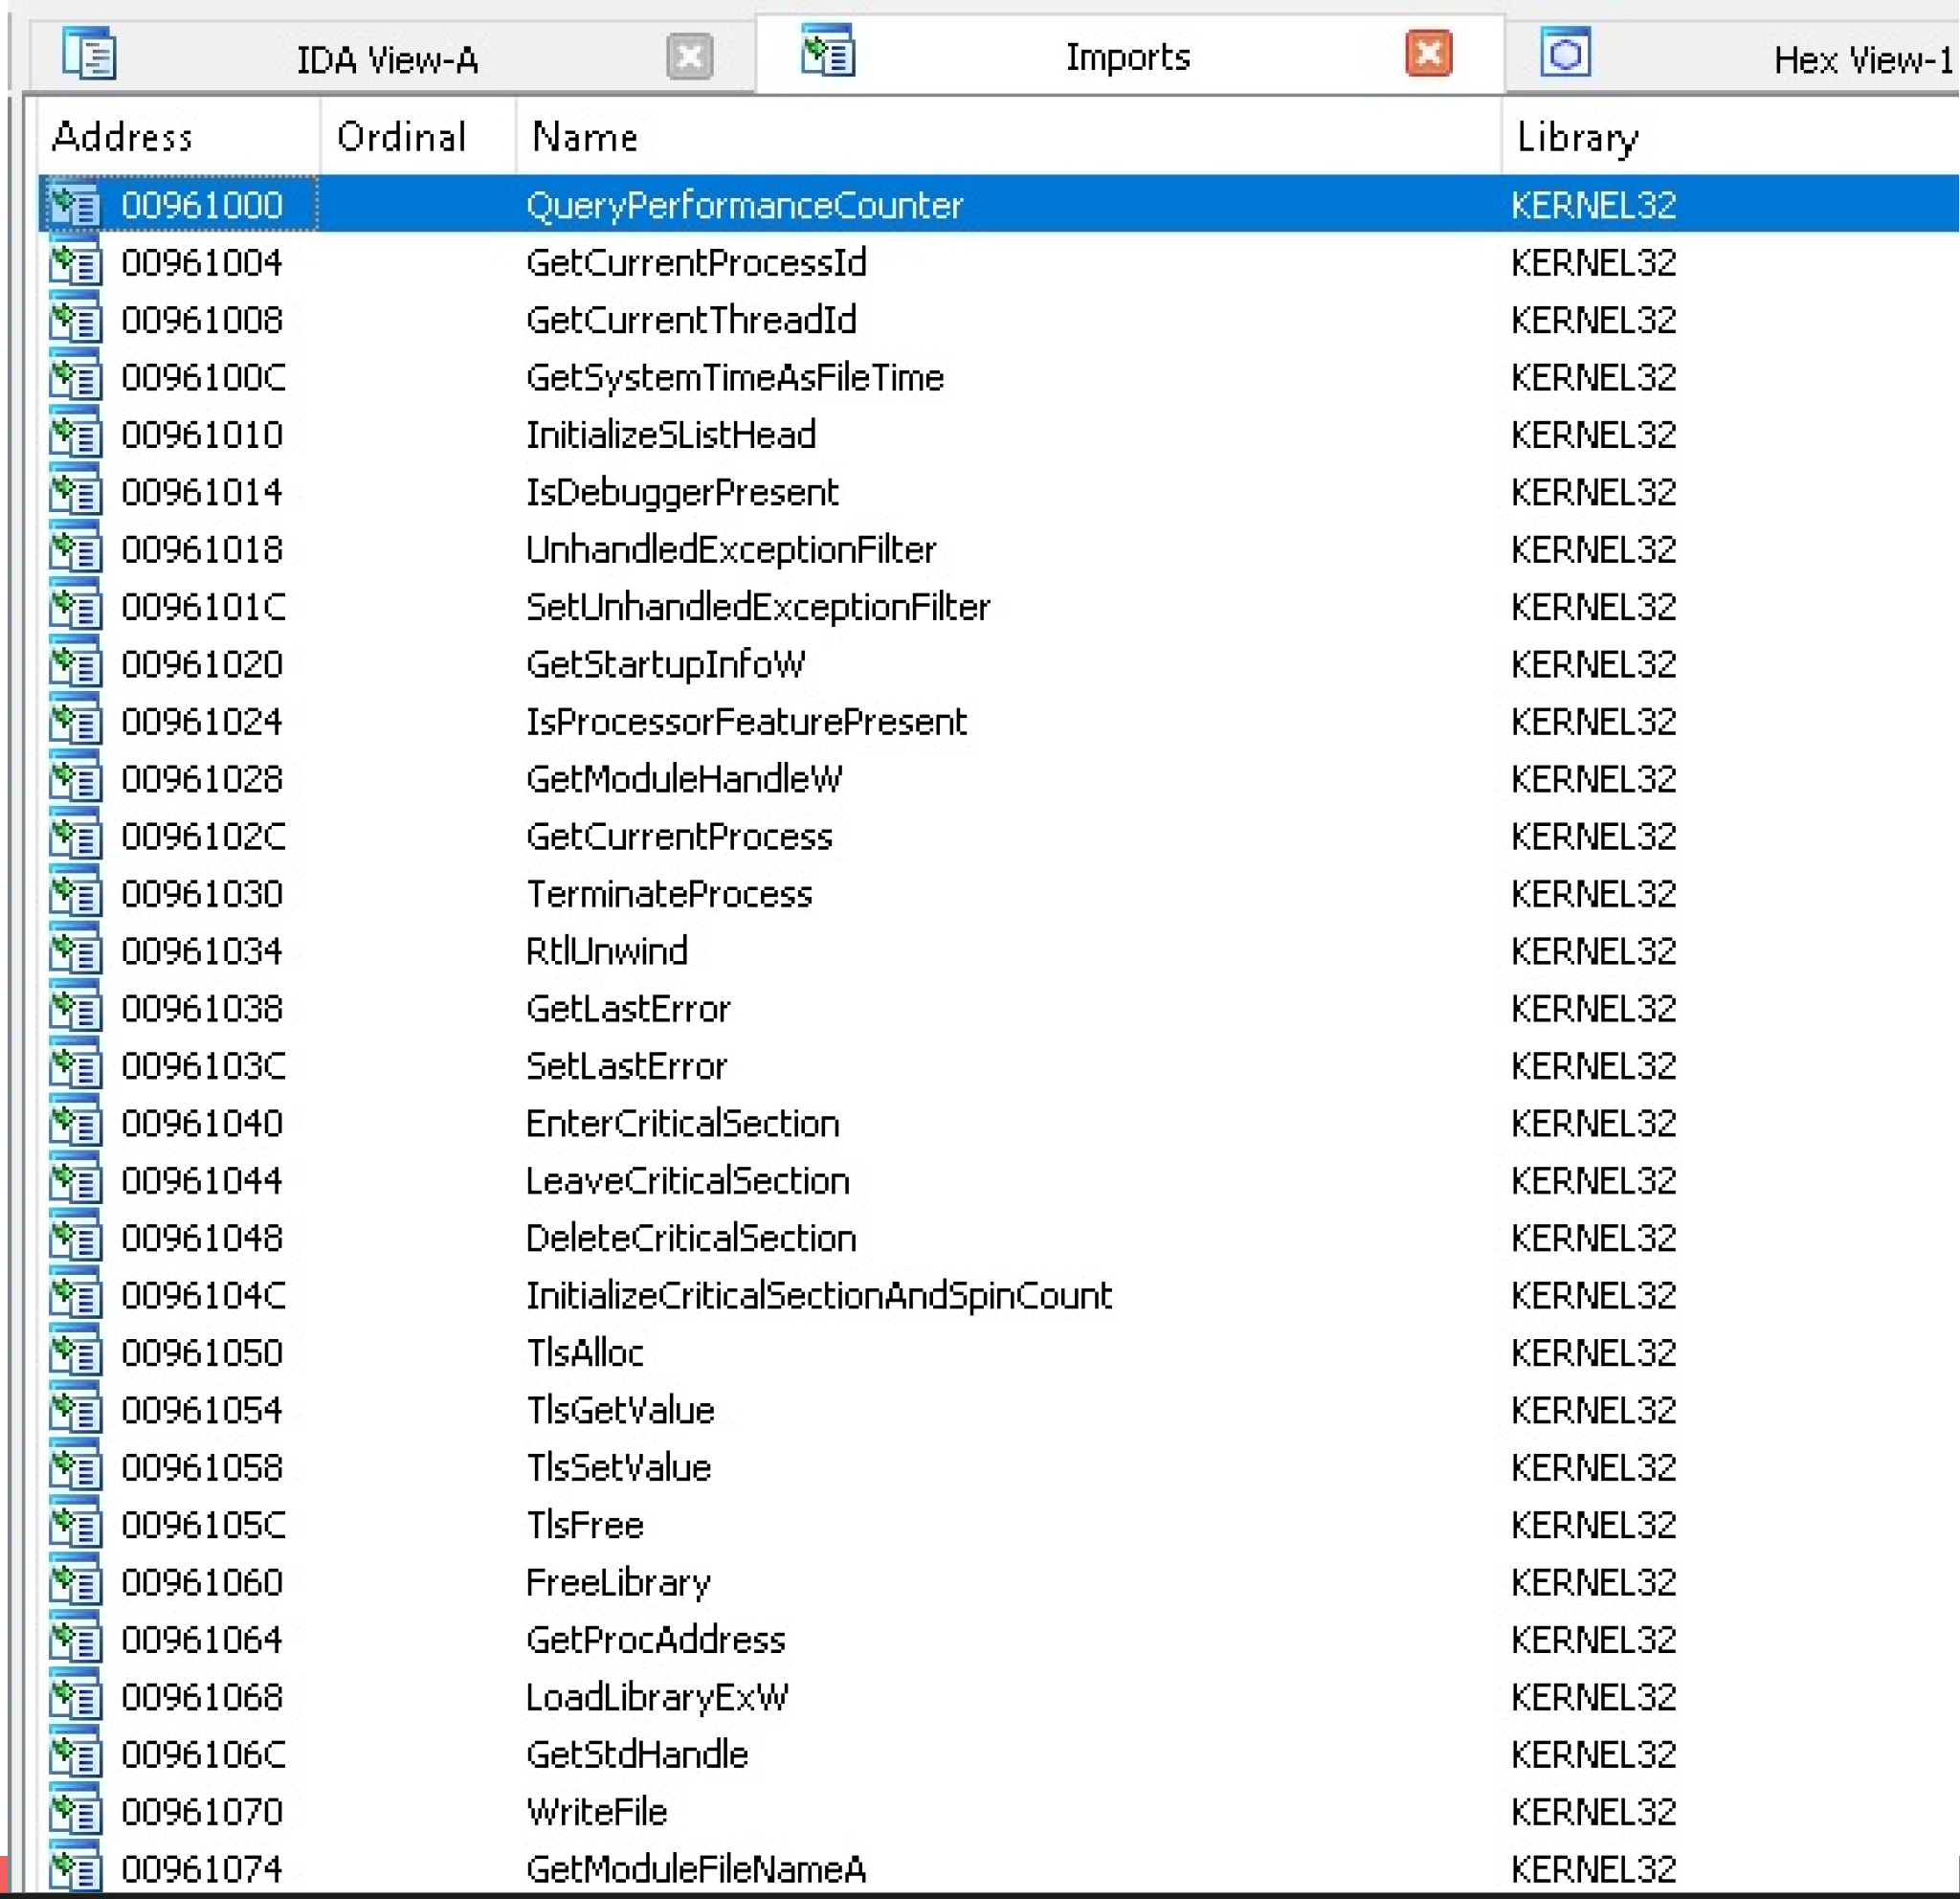 IDA View-A Imports Hex View-1
Address Ordinal Name Library
00961000 QueryPerformanceCounter KERNEL32
00961004 GetCurrentProcessId KERNEL32
00961008 GetCurrentThreadId KERNEL32
0096100C GetSystemTimeAsFileTime KERNEL32
00961010 InitializeSListHead KERNEL32
00961014 IsDebuggerPresent KERNEL32
00961018 UnhandledExceptionFilter KERNEL32
0096101C SetUnhandledExceptionFilter KERNEL32
00961020 GetStartupInfoW KERNEL32
00961024 IsProcessorFeaturePresent KERNEL32
00961028 GetModuleHandleW KERNEL32
0096102C GetCurrentProcess KERNEL32
00961030 TerminateProcess KERNEL32
00961034 RtlUnwind KERNEL32
00961038 GetLastError KERNEL32
0096103C SetLastError KERNEL32
00961040 EnterCriticalSection KERNEL32
00961044 LeaveCriticalSection KERNEL32
00961048 DeleteCriticalSection KERNEL32
0096104C InitializeCriticalSectionAndSpinCount KERNEL32
00961050 TlsAlloc KERNEL32
00961054 TlsGetValue KERNEL32
00961058 TlsSetValue KERNEL32
0096105C TlsFree KERNEL32
00961060 FreeLibrary KERNEL32
00961064 GetProcAddress KERNEL32
00961068 LoadLibraryExW KERNEL32
0096106C GetStdHandle KERNEL32
00961070 WriteFile KERNEL32
00961074 GetModuleFileNameA KERNEL32